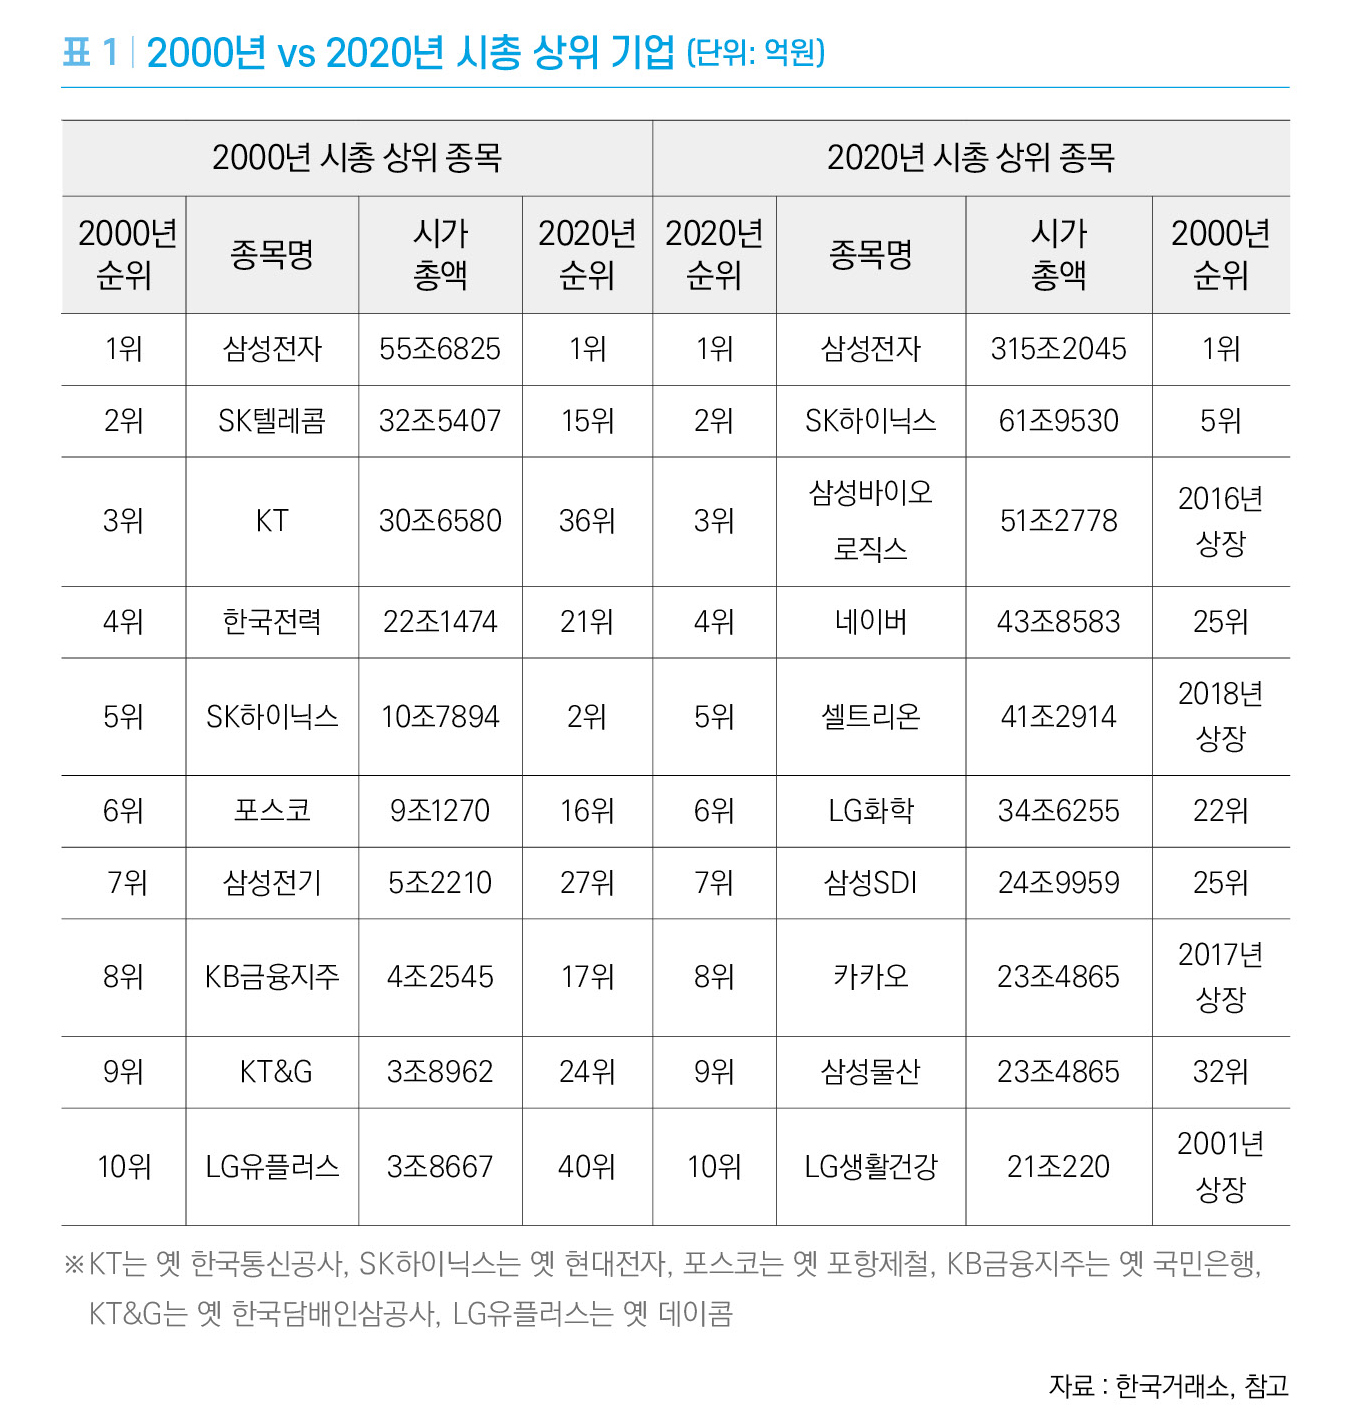 표 1 | 2000년 vs 2020년 시총 상위 기업 (단위: 억원)
2000년 시총 상위 종목 2020년 시총 상위 종목
2000년 순위 종목명 시가 총액 2020년 순위 2020년 순위 종목명 시가 총액 2000년 순위
1위 삼성전자 55조6825 1위 1위 삼성전자 315조2045 1위
2위 SK텔레콤 32조5407 15위 2위 SK하이닉스 61조9530 5위
3위 KT 30조6580 36위 3위 삼성바이오로직스 51조2778 2016년 상장
4위 한국전력 22조1474 21위 4위 네이버 43조8583 25위
5위 SK하이닉스 10조7894 2위 5위 셀트리온 41조2914 2018년 상장
6위 포스코 9조1270 16위 6위 LG화학 34조6255 22위
7위 삼성전기 5조2210 27위 7위 삼성SDI 24조9959 25위
8위 KB금융지주 4조2545 17위 8위 카카오 23조4865 2017년 상장
9위 KT&G 3조8962 24위 9위 삼성물산 23조4865 32위
10위 LG유플러스 3조8667 40위 10위 LG생활건강 21조220 2001년 상장
※KT는 옛 한국통신공사, SK하이닉스는 옛 현대전자, 포스코는 옛 포항제철, KB금융지주는 옛 국민은행,
KT&G는 옛 한국담배인삼공사, LG유플러스는 옛 데이콤
자료 : 한국거래소, 참고